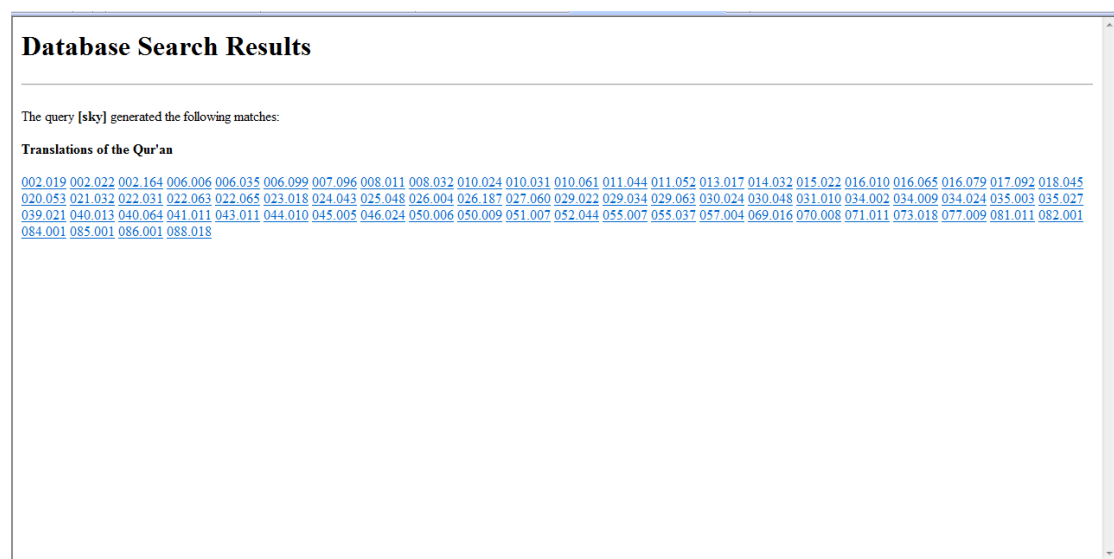 Database Search Results
The query [sky] generated the following matches:
Translations of the Qur'an
002.019 002.022 002.164 006.006 006.035 006.099 007.096 008.011 008.032 010.024 010.031 010.061 011.044 011.052 013.017 014.032 015.022 016.010 016.065 016.079 017.092 018.045
020.053 021.032 022.031 022.063 022.065 023.018 024.043 025.048 026.004 026.187 027.060 029.022 029.034 029.063 030.024 030.048 031.010 034.002 034.009 034.024 035.003 035.027
039.021 040.013 040.064 041.011 043.011 044.010 045.005 046.024 050.006 050.009 051.007 052.044 055.007 055.037 057.004 069.016 070.008 071.011 073.018 077.009 081.011 082.001
084.001 085.001 086.001 088.018